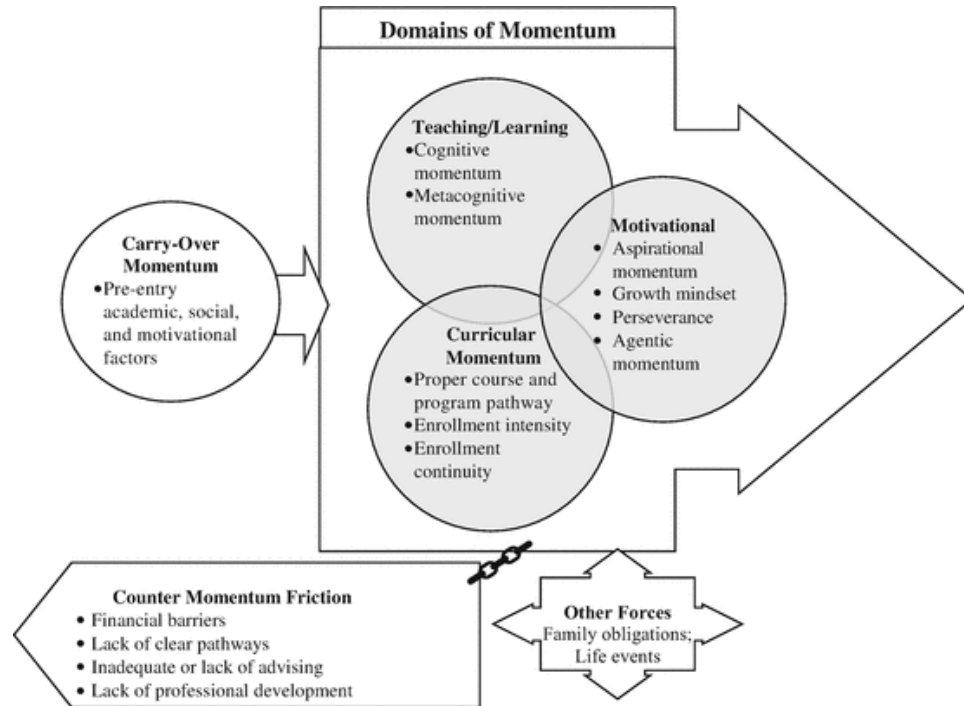 Domains of Momentum
Teaching/Learning
• Cognitive
momentum
• Metacognitive
momentum
Motivational
• Aspirational
momentum
• Growth mindset
• Perseverance
• Agentic
momentum
Carry-Over
Momentum
• Pre-entry
academic, social,
and motivational
factors
Curricular
Momentum
• Proper course and
program pathway
• Enrollment intensity
• Enrollment
continuity
Counter Momentum Friction
• Financial barriers
• Lack of clear pathways
• Inadequate or lack of advising
• Lack of professional development
Other Forces
Family obligations;
Life events